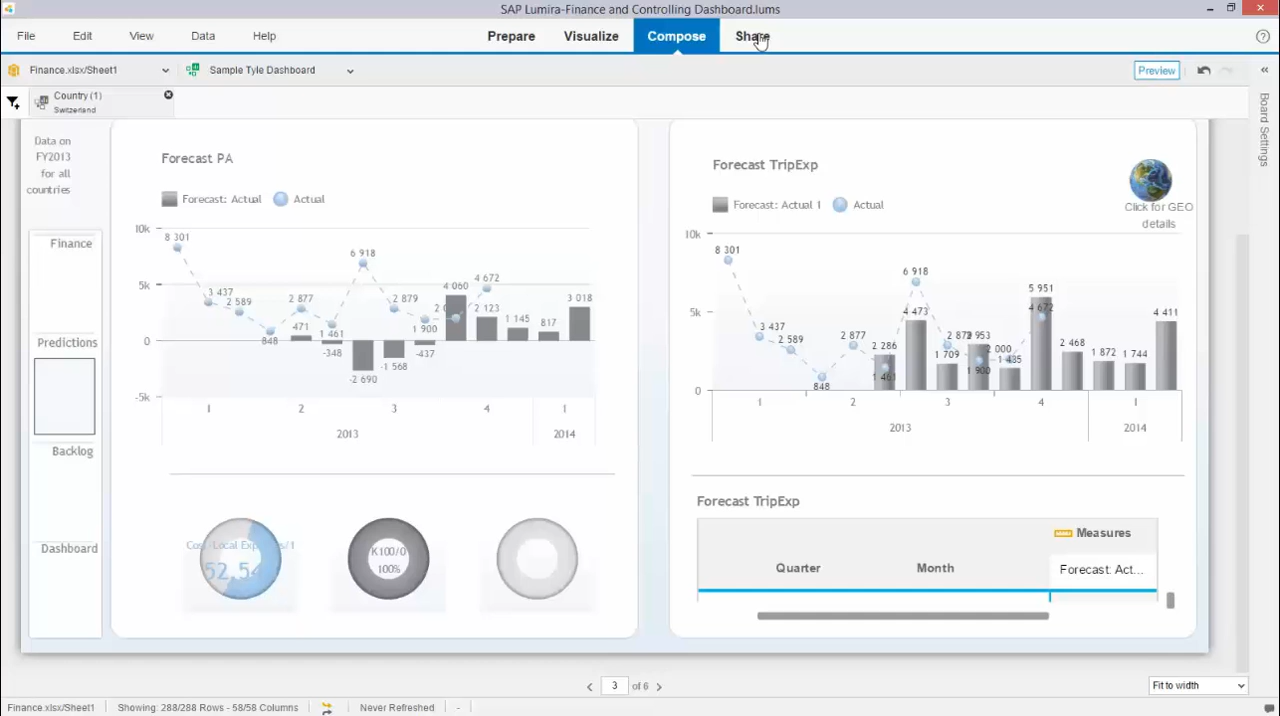 SAP Lumira-Finance and Controlling Dashboard.lums
File Edit View Data Help Prepare Visualize Compose Share
Finance.xlsx/Sheet1 Sample Tyle Dashboard Preview
Country (1)
Switzerland
Board Settings
Data on
FY2013
for all
countries
Finance
Predictions
Backlog
Dashboard
Forecast PA
Forecast: Actual Actual
10k
5k
0
-5k
8 301
3 437
2 589
848
2 877
471
1 461
-348
6 918
-2 690
2 879
-1 568
1 900
-437
4 060
4 672
2 123
1 145
817
3 018
1 2 3 4 1
2013 2014
Cost-Local Expenses/1
K100/0
100%
Forecast TripExp
Forecast: Actual 1 Actual
Click for GEO
details
10k
5k
0
8 301
3 437
2 589
848
2 877
2 286
1 461
6 918
4 473
1 709
2 953
1 900
2 000
1 435
5 951
4 672
2 468
1 872
1 744
4 411
1 2 3 4 1
2013 2014
Forecast TripExp
Measures
Quarter Month Forecast: Act...
3 of 6
Fit to width
Finance.xlsx/Sheet1 Showing: 288/288 Rows - 58/58 Columns Never Refreshed -